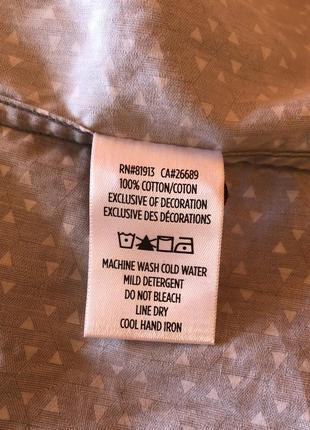 RN#81913 CA#26689
100% COTTON/COTON
EXCLUSIVE OF DECORATION
EXCLUSIVE DES DÉCORATIONS
MACHINE WASH COLD WATER
MILD DETERGENT
DO NOT BLEACH
LINE DRY
COOL HAND IRON